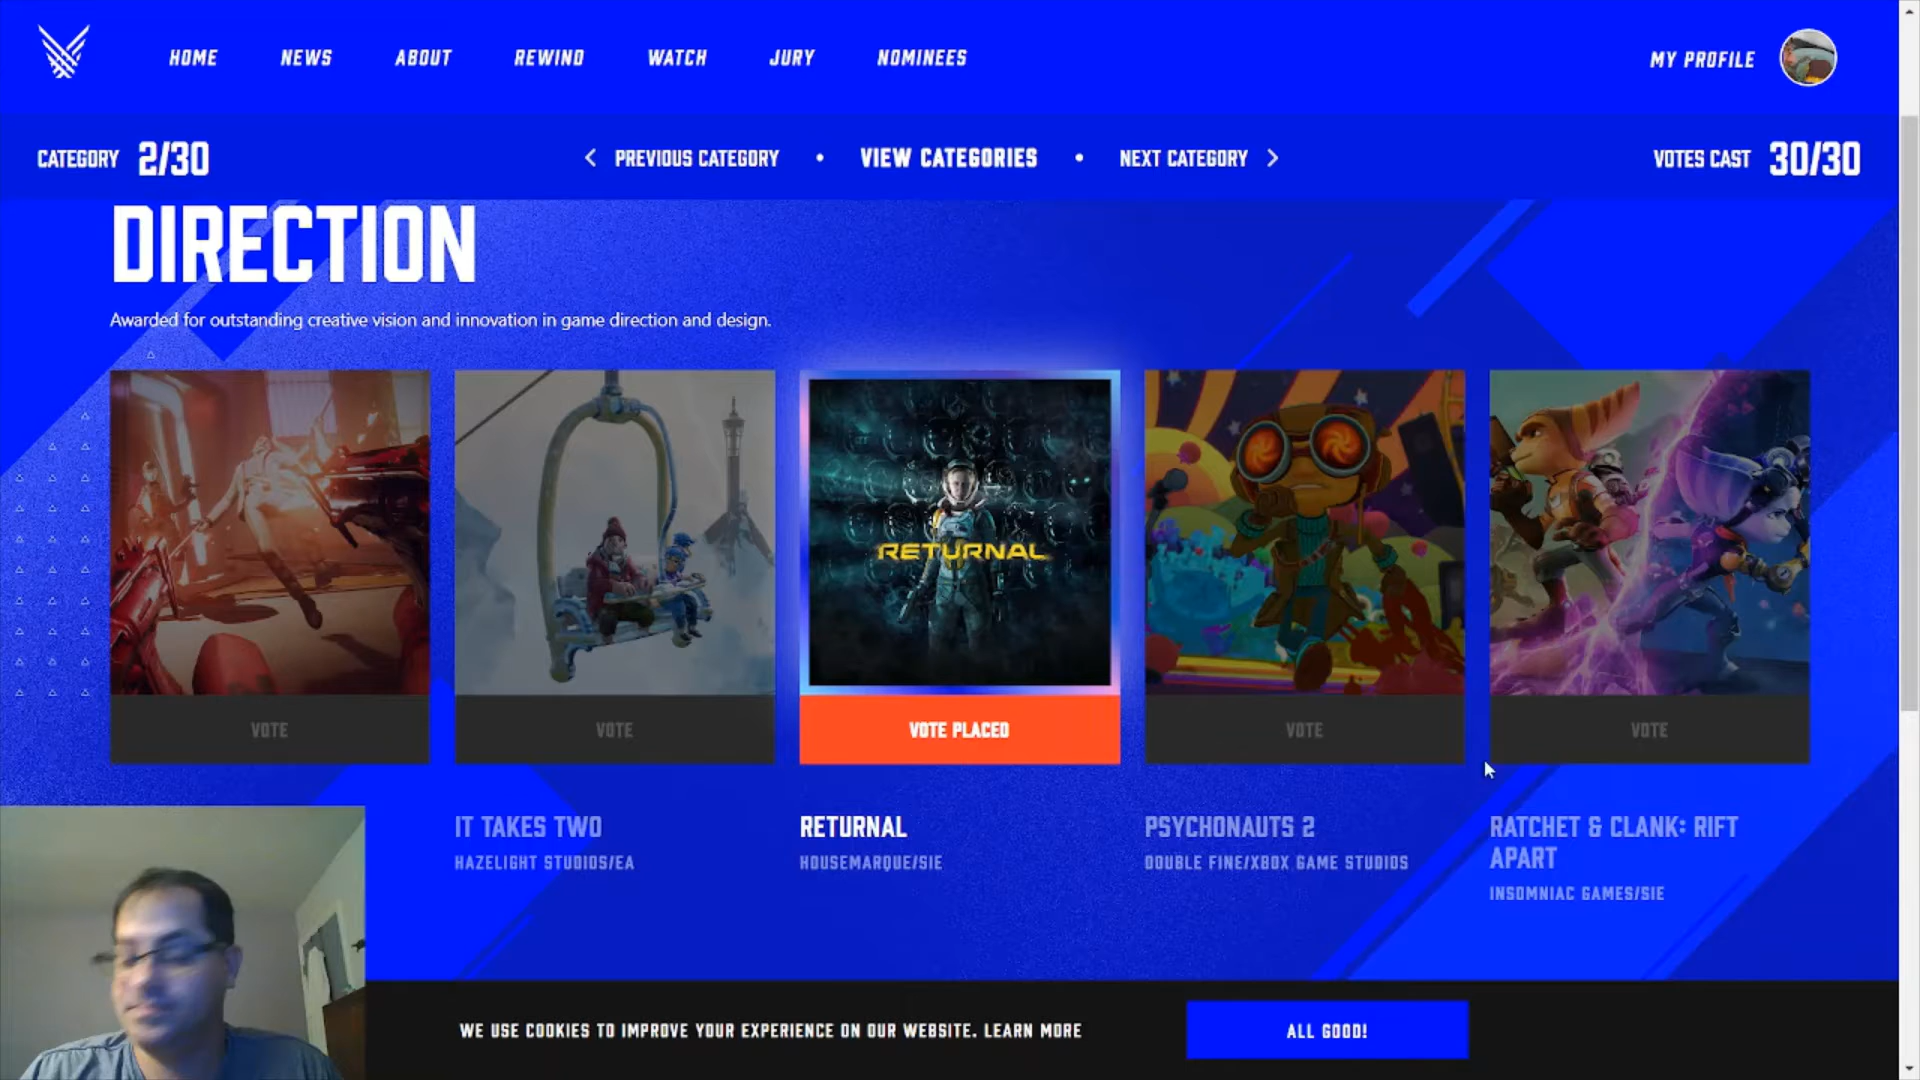 HOME NEWS ABOUT REWIND WATCH JURY NOMINEES MY PROFILE
CATEGORY 2/30 PREVIOUS CATEGORY • VIEW CATEGORIES • NEXT CATEGORY VOTES CAST 30/30
DIRECTION
Awarded for outstanding creative vision and innovation in game direction and design.
RETURNAL
VOTE VOTE VOTE PLACED VOTE VOTE
IT TAKES TWO
HAZELIGHT STUDIOS/EA
RETURNAL
HOUSEMARQUE/SIE
PSYCHONAUTS 2
DOUBLE FINE/XBOX GAME STUDIOS
RATCHET & CLANK: RIFT
APART
INSOMNIAC GAMES/SIE
WE USE COOKIES TO IMPROVE YOUR EXPERIENCE ON OUR WEBSITE. LEARN MORE
ALL GOOD!